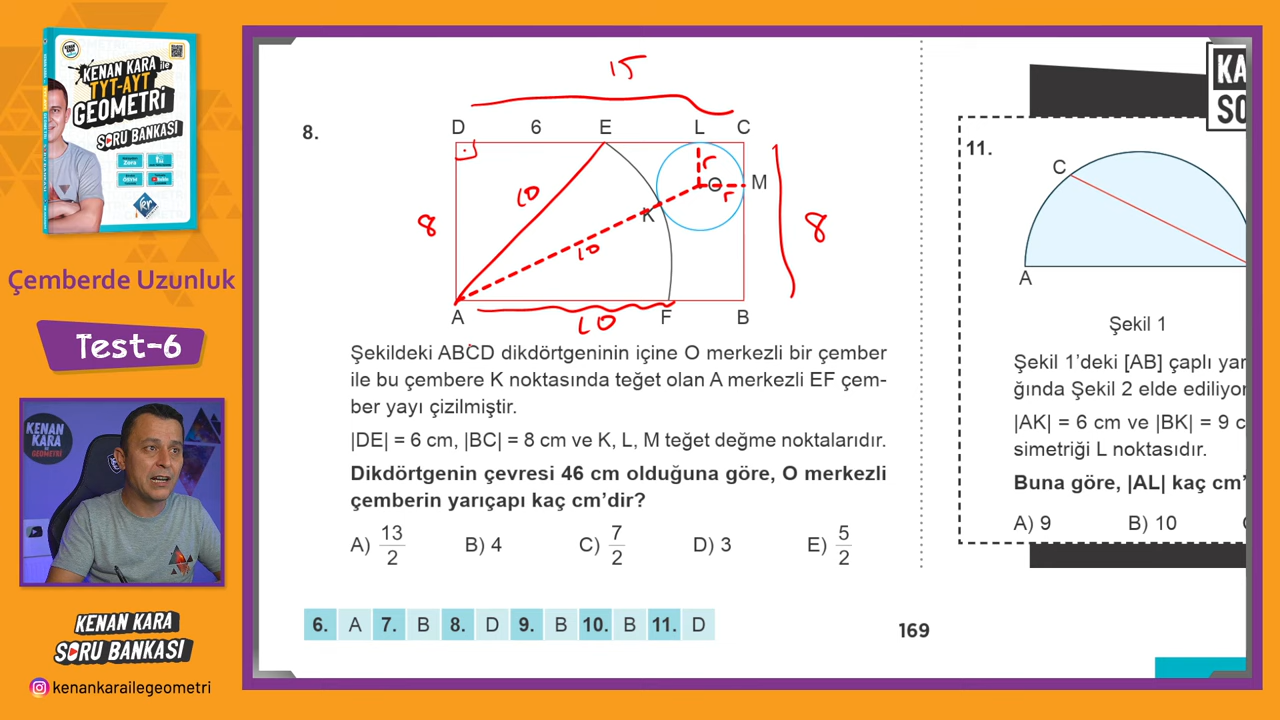 KENAN KARA ile
TYT-AYT
GEOMETRİ
SORU BANKASI
Çemberde Uzunluk
Test-6
KENAN
KARA
GEOMETRİ
KENAN KARA
SORU BANKASI
kenankarailegeometri
8.
15
D 6 E L C
r
O M
r
10
K
8
10
8
A 10 F B
Şekildeki ABCD dikdörtgeninin içine O merkezli bir çember
ile bu çembere K noktasında teğet olan A merkezli EF çem-
ber yayı çizilmiştir.
|DE| = 6 cm, |BC| = 8 cm ve K, L, M teğet değme noktalarıdır.
Dikdörtgenin çevresi 46 cm olduğuna göre, O merkezli
çemberin yarıçapı kaç cm'dir?
A) 13/2 B) 4 C) 7/2 D) 3 E) 5/2
6. A 7. B 8. D 9. B 10. B 11. D
169
KA
SO
11.
C
A
Şekil 1
Şekil 1'deki [AB] çaplı yar
ğında Şekil 2 elde ediliyor
|AK| = 6 cm ve |BK| = 9 c
simetriği L noktasıdır.
Buna göre, |AL| kaç cm'
A) 9 B) 10